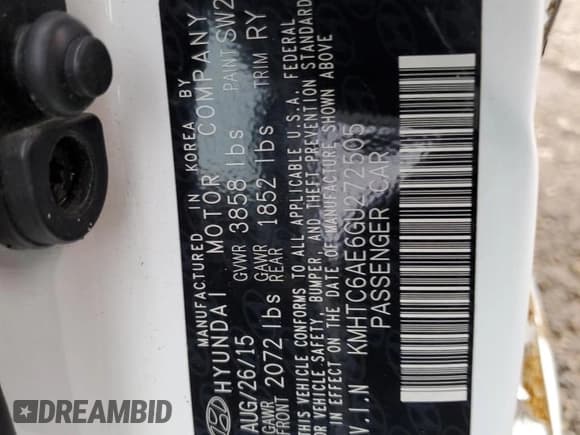 MANUFACTURED IN KOREA BY
HYUNDAI MOTOR COMPANY
AUG/26/15 GVWR 3858 lbs PAINT SW2
GAWR FRONT 2072 lbs GAWR REAR 1852 lbs TRIM RY
THIS VEHICLE CONFORMS TO ALL APPLICABLE U.S.A. FEDERAL
VEHICLE SAFETY, BUMPER, AND THEFT PREVENTION STANDARD
IN EFFECT ON THE DATE OF MANUFACTURE SHOWN ABOVE
V.I.N KMHTC6AE6GU272505
PASSENGER CAR
DREAMBID